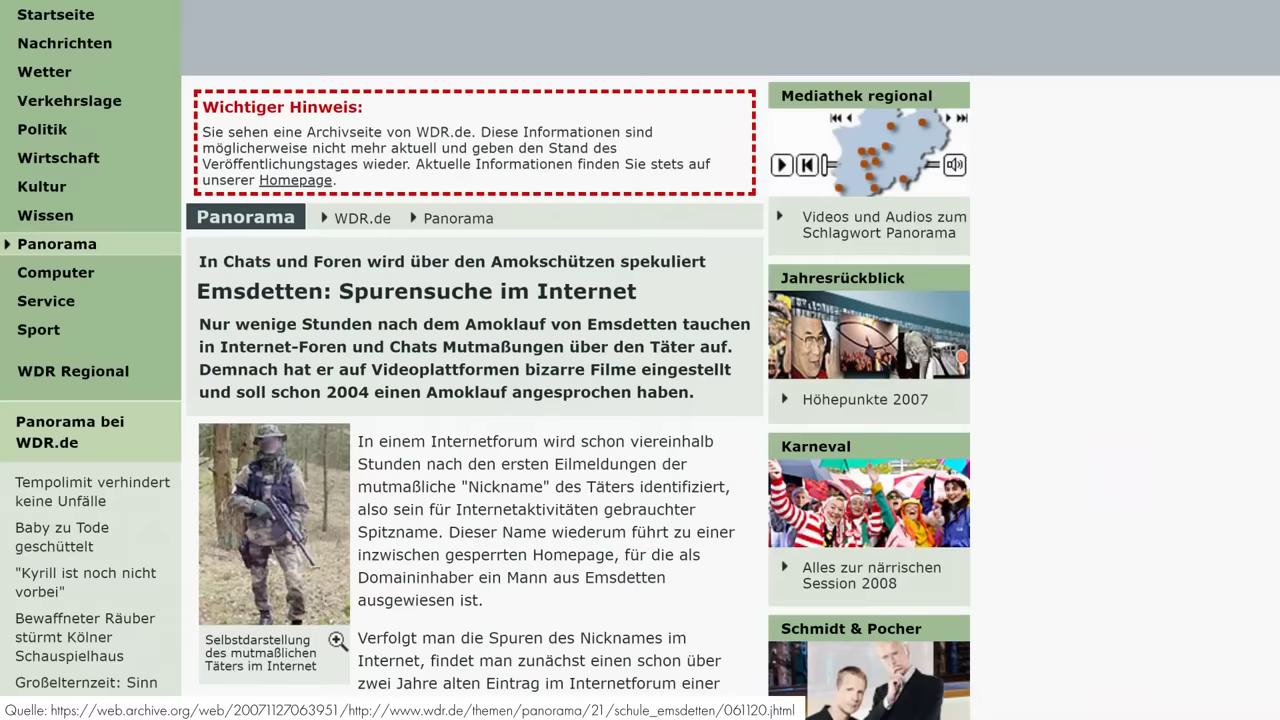 Startseite
Nachrichten
Wetter
Verkehrslage
Politik
Wirtschaft
Kultur
Wissen
Panorama
Computer
Service
Sport
WDR Regional
Panorama bei
WDR.de
Tempolimit verhindert
keine Unfälle
Baby zu Tode
geschüttelt
"Kyrill ist noch nicht
vorbei"
Bewaffneter Räuber
stürmt Kölner
Schauspielhaus
Großelternzeit: Sinn
Wichtiger Hinweis:
Sie sehen eine Archivseite von WDR.de. Diese Informationen sind
möglicherweise nicht mehr aktuell und geben den Stand des
Veröffentlichungstages wieder. Aktuelle Informationen finden Sie stets auf
unserer Homepage.
Panorama WDR.de Panorama
In Chats und Foren wird über den Amokschützen spekuliert
Emsdetten: Spurensuche im Internet
Nur wenige Stunden nach dem Amoklauf von Emsdetten tauchen
in Internet-Foren und Chats Mutmaßungen über den Täter auf.
Demnach hat er auf Videoplattformen bizarre Filme eingestellt
und soll schon 2004 einen Amoklauf angesprochen haben.
Selbstdarstellung
des mutmaßlichen
Täters im Internet
In einem Internetforum wird schon viereinhalb
Stunden nach den ersten Eilmeldungen der
mutmaßliche "Nickname" des Täters identifiziert,
also sein für Internetaktivitäten gebrauchter
Spitzname. Dieser Name wiederum führt zu einer
inzwischen gesperrten Homepage, für die als
Domaininhaber ein Mann aus Emsdetten
ausgewiesen ist.
Verfolgt man die Spuren des Nicknames im
Internet, findet man zunächst einen schon über
zwei Jahre alten Eintrag im Internetforum einer
Mediathek regional
Videos und Audios zum
Schlagwort Panorama
Jahresrückblick
Höhepunkte 2007
Karneval
Alles zur närrischen
Session 2008
Schmidt & Pocher
Quelle: https://web.archive.org/web/20071127063951/http://www.wdr.de/themen/panorama/21/schule_emsdetten/061120.jhtml